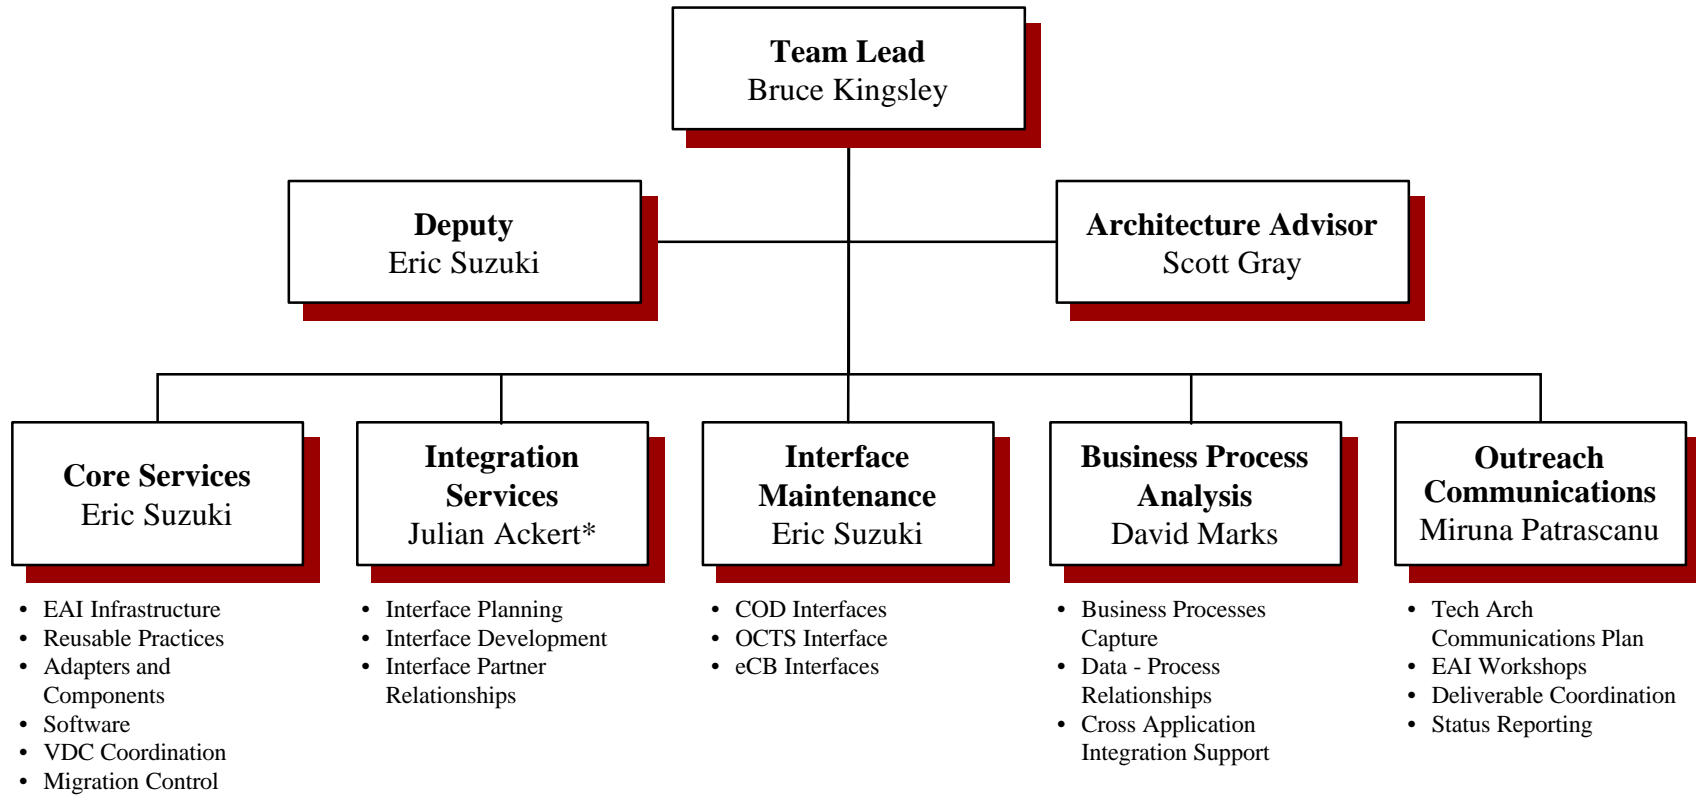 Team Lead
Bruce Kingsley
Deputy
Eric Suzuki
Architecture Advisor
Scott Gray
Core Services
Eric Suzuki
Integration
Services
Julian Ackert*
Interface
Maintenance
Eric Suzuki
Business Process
Analysis
David Marks
Outreach
Communications
Miruna Patrascanu
• EAI Infrastructure
• Reusable Practices
• Adapters and
Components
• Software
• VDC Coordination
• Migration Control
• Interface Planning
• Interface Development
• Interface Partner
Relationships
• COD Interfaces
• OCTS Interface
• eCB Interfaces
• Business Processes
Capture
• Data - Process
Relationships
• Cross Application
Integration Support
• Tech Arch
Communications Plan
• EAI Workshops
• Deliverable Coordination
• Status Reporting